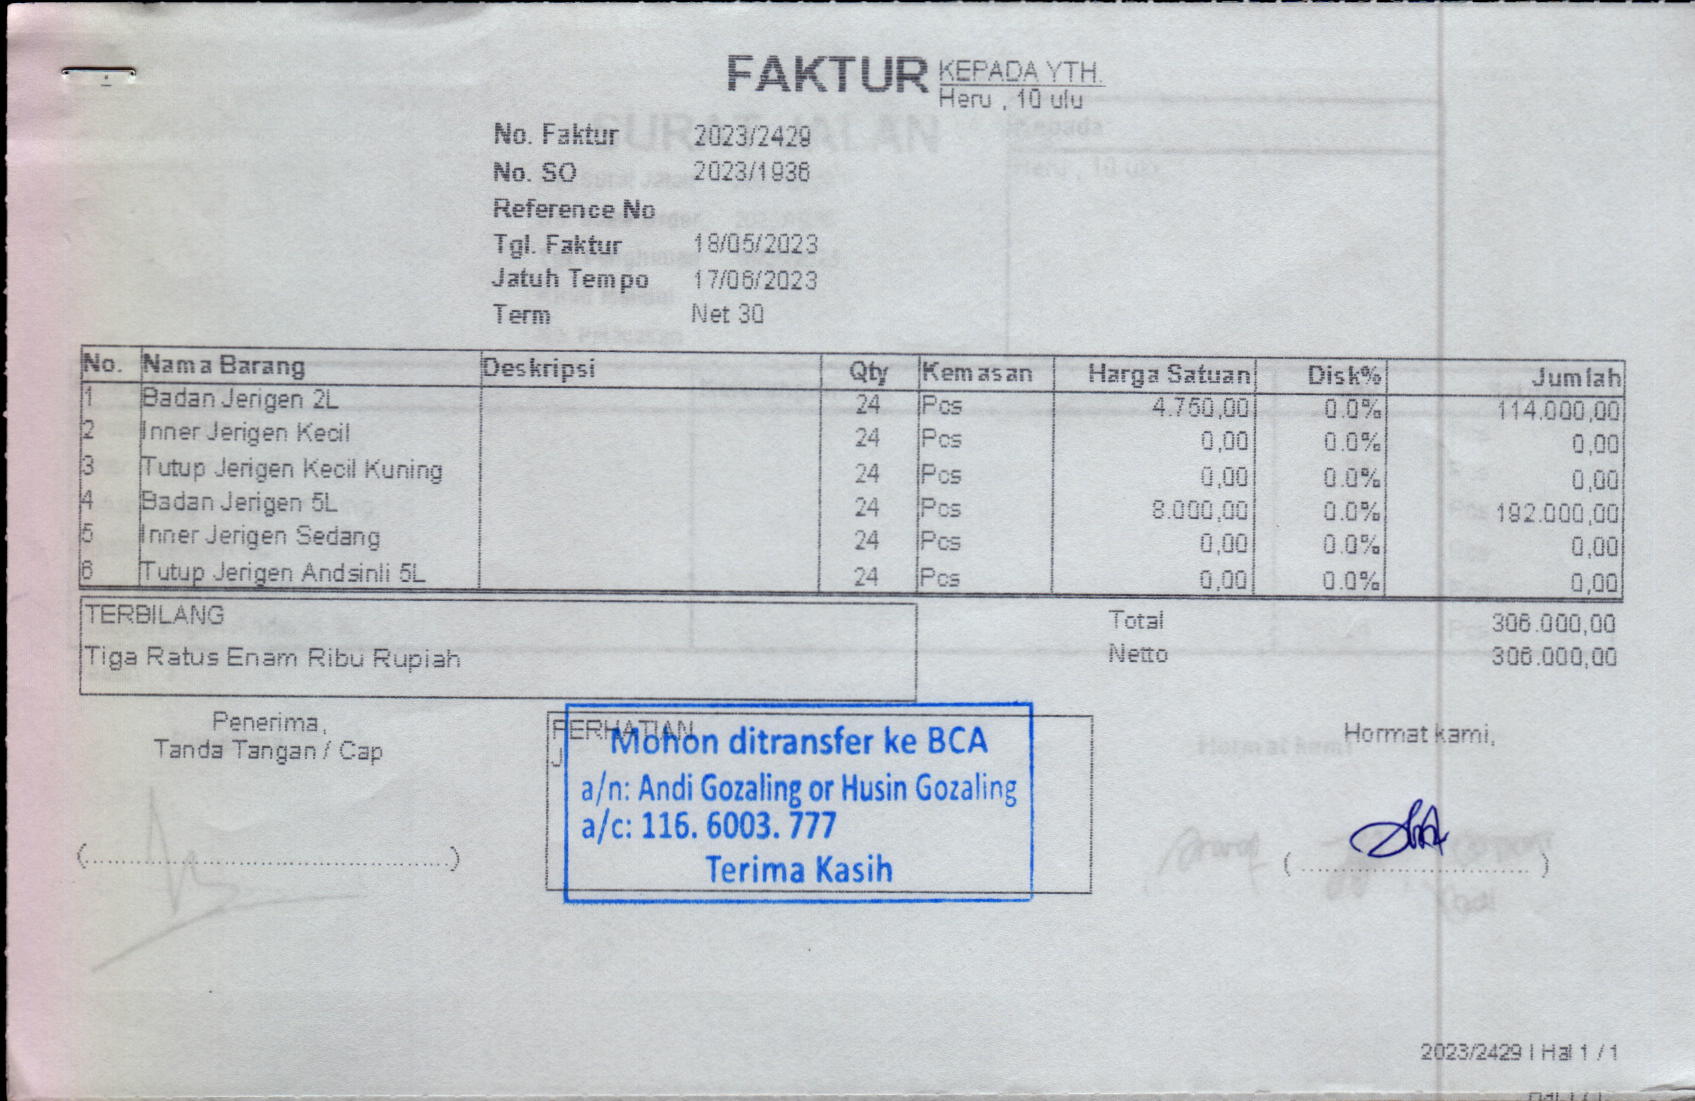 FAKTUR
KEPADA YTH.
Heru , 10 ulu
No. Faktur 2023/2429
No. SO 2023/1936
Reference No
Tgl. Faktur 18/05/2023
Jatuh Tempo 17/06/2023
Term Net 30
No. Nama Barang Deskripsi Qty Kemasan Harga Satuan Disk% Jumlah
1 Badan Jerigen 2L 24 Pcs 4.750,00 0.0% 114.000,00
2 Inner Jerigen Kecil 24 Pcs 0,00 0.0% 0,00
3 Tutup Jerigen Kecil Kuning 24 Pcs 0,00 0.0% 0,00
4 Badan Jerigen 5L 24 Pcs 8.000,00 0.0% 192.000,00
5 Inner Jerigen Sedang 24 Pcs 0,00 0.0% 0,00
6 Tutup Jerigen Andsinli 5L 24 Pcs 0,00 0.0% 0,00
TERBILANG
Tiga Ratus Enam Ribu Rupiah
Total 306.000,00
Netto 306.000,00
Penerima,
Tanda Tangan / Cap
PERHATIAN
Mohon ditransfer ke BCA
a/n: Andi Gozaling or Husin Gozaling
a/c: 116. 6003. 777
Terima Kasih
Hormat kami,
(..............................................)
(..............................)
2023/2429 | Hal 1 / 1